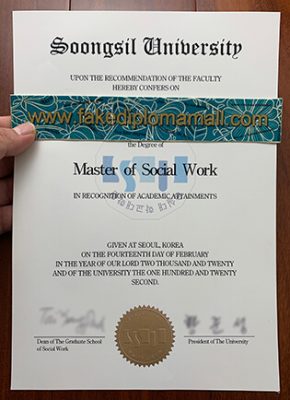 Soongsil University
UPON THE RECOMMENDATION OF THE FACULTY
HEREBY CONFERS ON
www.fakediplomamall.com
the Degree of
Master of Social Work
IN RECOGNITION OF ACADEMIC ATTAINMENTS
GIVEN AT SEOUL, KOREA
ON THE FOURTEENTH DAY OF FEBRUARY
IN THE YEAR OF OUR LORD TWO THOUSAND AND TWENTY
AND OF THE UNIVERSITY THE ONE HUNDRED AND TWENTY
SECOND.
Dean of The Graduate School
of Social Work
President of The University